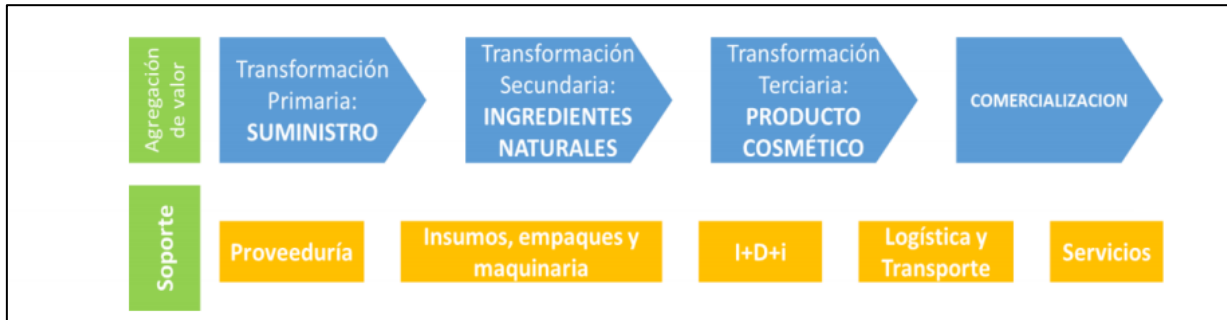 Agregación
de valor
Transformación
Primaria:
SUMINISTRO
Transformación
Secundaria:
INGREDIENTES
NATURALES
Transformación
Terciaria:
PRODUCTO
COSMÉTICO
COMERCIALIZACION
Soporte
Proveeduría
Insumos, empaques y
maquinaria
I+D+i
Logística y
Transporte
Servicios